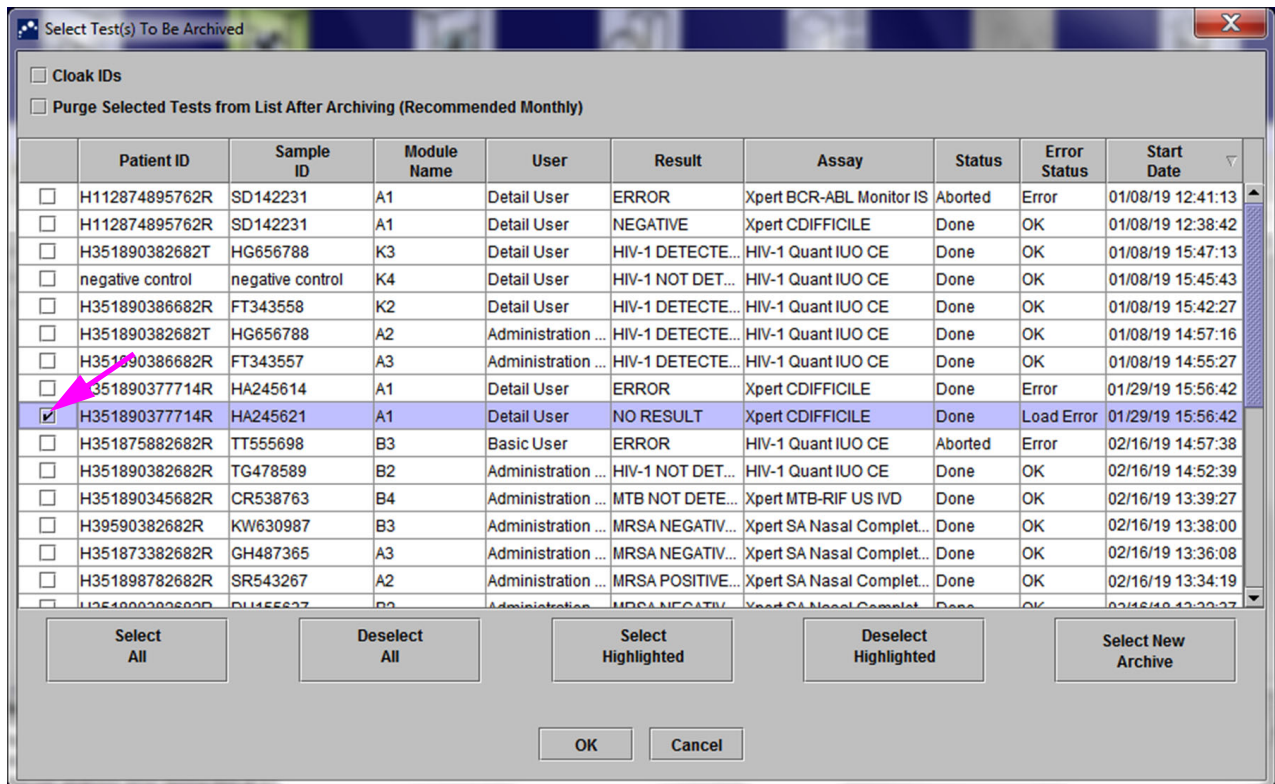 Select Test(s) To Be Archived
Cloak IDs
Purge Selected Tests from List After Archiving (Recommended Monthly)
Patient ID Sample ID Module Name User Result Assay Status Error Status Start Date
H112874895762R SD142231 A1 Detail User ERROR Xpert BCR-ABL Monitor IS Aborted Error 01/08/19 12:41:13
H112874895762R SD142231 A1 Detail User NEGATIVE Xpert CDIFFICILE Done OK 01/08/19 12:38:42
H351890382682T HG656788 K3 Detail User HIV-1 DETECTE... HIV-1 Quant IUO CE Done OK 01/08/19 15:47:13
negative control negative control K4 Detail User HIV-1 NOT DET... HIV-1 Quant IUO CE Done OK 01/08/19 15:45:43
H351890386682R FT343558 K2 Detail User HIV-1 DETECTE... HIV-1 Quant IUO CE Done OK 01/08/19 15:42:27
H351890382682T HG656788 A2 Administration ... HIV-1 DETECTE... HIV-1 Quant IUO CE Done OK 01/08/19 14:57:16
H351890386682R FT343557 A3 Administration ... HIV-1 DETECTE... HIV-1 Quant IUO CE Done OK 01/08/19 14:55:27
H351890377714R HA245614 A1 Detail User ERROR Xpert CDIFFICILE Done Error 01/29/19 15:56:42
H351890377714R HA245621 A1 Detail User NO RESULT Xpert CDIFFICILE Done Load Error 01/29/19 15:56:42
H351875882682R TT555698 B3 Basic User ERROR HIV-1 Quant IUO CE Aborted Error 02/16/19 14:57:38
H351890382682R TG478589 B2 Administration ... HIV-1 NOT DET... HIV-1 Quant IUO CE Done OK 02/16/19 14:52:39
H351890345682R CR538763 B4 Administration ... MTB NOT DETE... Xpert MTB-RIF US IVD Done OK 02/16/19 13:39:27
H39590382682R KW630987 B3 Administration ... MRSA NEGATIV... Xpert SA Nasal Complet... Done OK 02/16/19 13:38:00
H351873382682R GH487365 A3 Administration ... MRSA NEGATIV... Xpert SA Nasal Complet... Done OK 02/16/19 13:36:08
H351898782682R SR543267 A2 Administration ... MRSA POSITIVE... Xpert SA Nasal Complet... Done OK 02/16/19 13:34:19
Select All Deselect All Select Highlighted Deselect Highlighted Select New Archive
OK Cancel